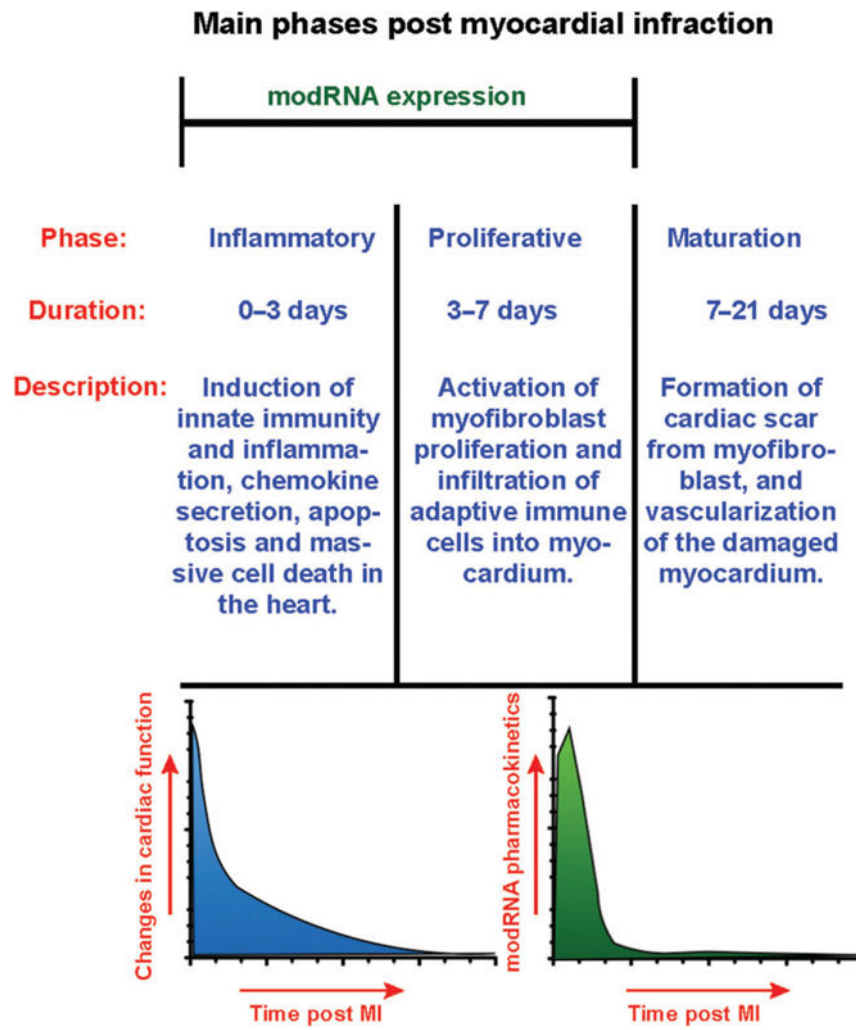 Main phases post myocardial infraction
modRNA expression
Phase:
Inflammatory
Proliferative
Maturation
Duration:
0–3 days
3–7 days
7–21 days
Description:
Induction of
innate immunity
and inflamma-
tion, chemokine
secretion, apop-
tosis and mas-
sive cell death in
the heart.
Activation of
myofibroblast
proliferation and
infiltration of
adaptive immune
cells into myo-
cardium.
Formation of
cardiac scar
from myofibro-
blast, and
vascularization
of the damaged
myocardium.
Changes in cardiac function
Time post MI
modRNA pharmacokinetics
Time post MI